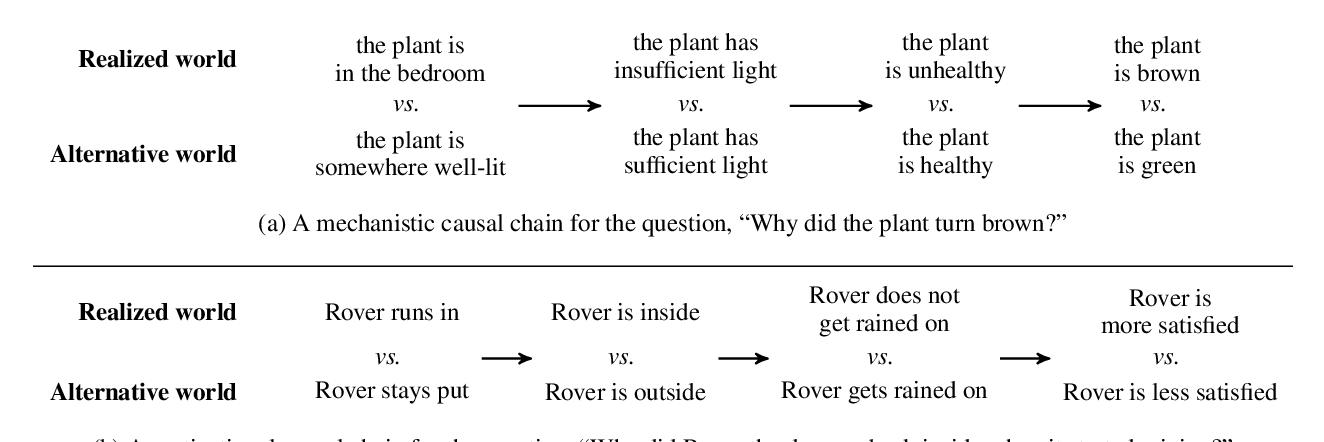 Realized world
the plant is
in the bedroom
vs.
the plant is
somewhere well-lit
the plant has
insufficient light
vs.
the plant has
sufficient light
the plant
is unhealthy
vs.
the plant
is healthy
the plant
is brown
vs.
the plant
is green
Alternative world
(a) A mechanistic causal chain for the question, “Why did the plant turn brown?”
Realized world
Rover runs in
vs.
Rover stays put
Rover is inside
vs.
Rover is outside
Rover does not
get rained on
vs.
Rover gets rained on
Rover is
more satisfied
vs.
Rover is less satisfied
Alternative world